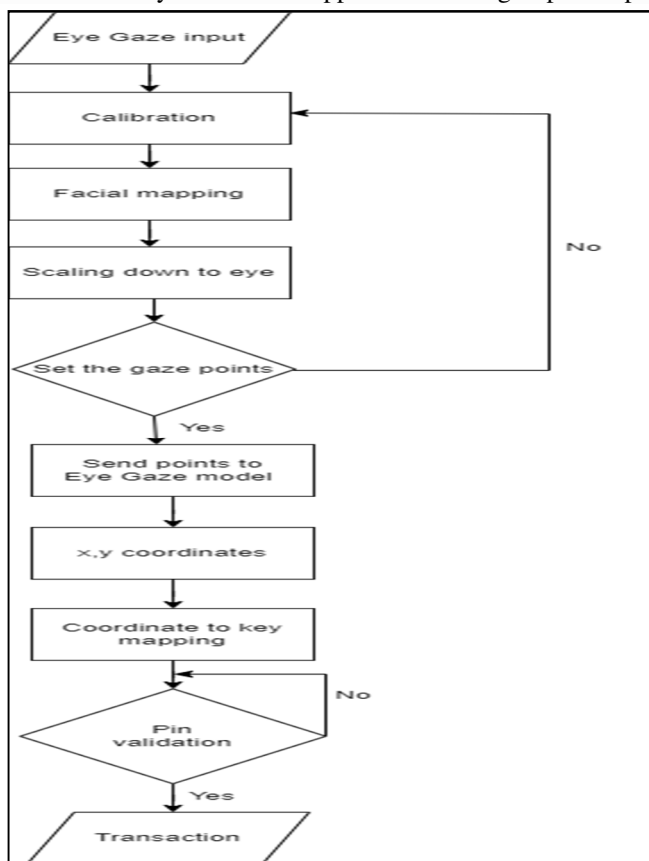 Eye Gaze input
Calibration
Facial mapping
No
Scaling down to eye
Set the gaze points
Yes
Send points to
Eye Gaze model
x,y coordinates
Coordinate to key
mapping
No
Pin
validation
Yes
Transaction